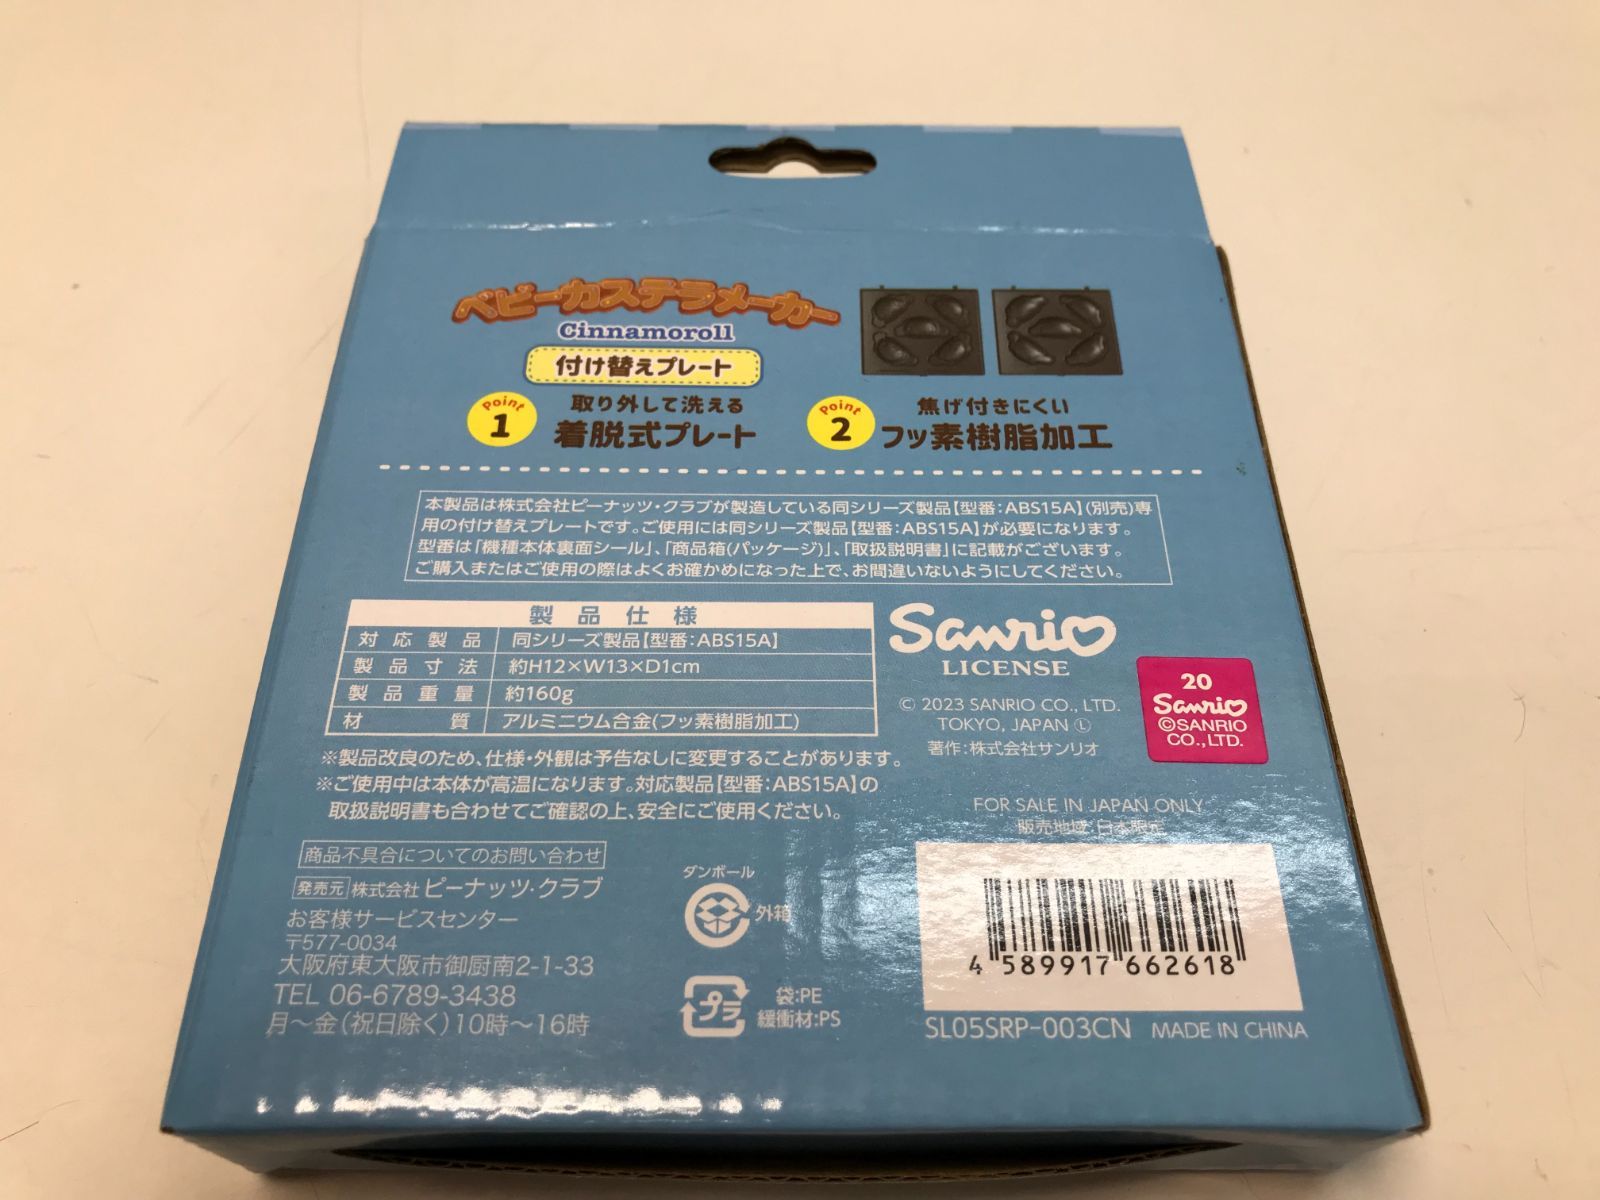 ベビーカステラメーカー
Cinnamoroll
付け替えプレート
Point 1
取り外して洗える
着脱式プレート
Point 2
焦げ付きにくい
フッ素樹脂加工
本製品は株式会社ピーナッツ・クラブが製造している同シリーズ製品【型番:ABS15A】(別売)専
用の付け替えプレートです。ご使用には同シリーズ製品【型番:ABS15A】が必要になります。
型番は「機種本体裏面シール」、「商品箱(パッケージ)」、「取扱説明書」に記載がございます。
ご購入またはご使用の際はよくお確かめになった上で、お間違いないようにしてください。
製品仕様
対応製品 同シリーズ製品【型番:ABS15A】
製品寸法 約H12×W13×D1cm
製品重量 約160g
材質 アルミニウム合金(フッ素樹脂加工)
※製品改良のため、仕様・外観は予告なしに変更することがあります。
※ご使用中は本体が高温になります。対応製品【型番:ABS15A】の
取扱説明書も合わせてご確認の上、安全にご使用ください。
商品不具合についてのお問い合わせ
発売元 株式会社ピーナッツ・クラブ
お客様サービスセンター
〒577-0034
大阪府東大阪市御厨南2-1-33
TEL 06-6789-3438
月～金(祝日除く)10時～16時
ダンボール
外箱
プラ
袋:PE
緩衝材:PS
Sanrio
LICENSE
© 2023 SANRIO CO., LTD.
TOKYO, JAPAN Ⓛ
著作:株式会社サンリオ
20
Sanrio
©SANRIO
CO.,LTD.
FOR SALE IN JAPAN ONLY
販売地域:日本限定
4 589917 662618
SL05SRP-003CN MADE IN CHINA